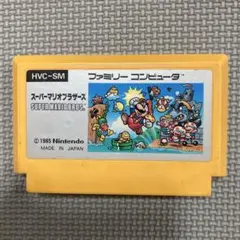 HVC-SM
ファミリー コンピュータ
スーパーマリオブラザーズ
SUPER MARIO BROS.
© 1985 Nintendo
MADE IN JAPAN